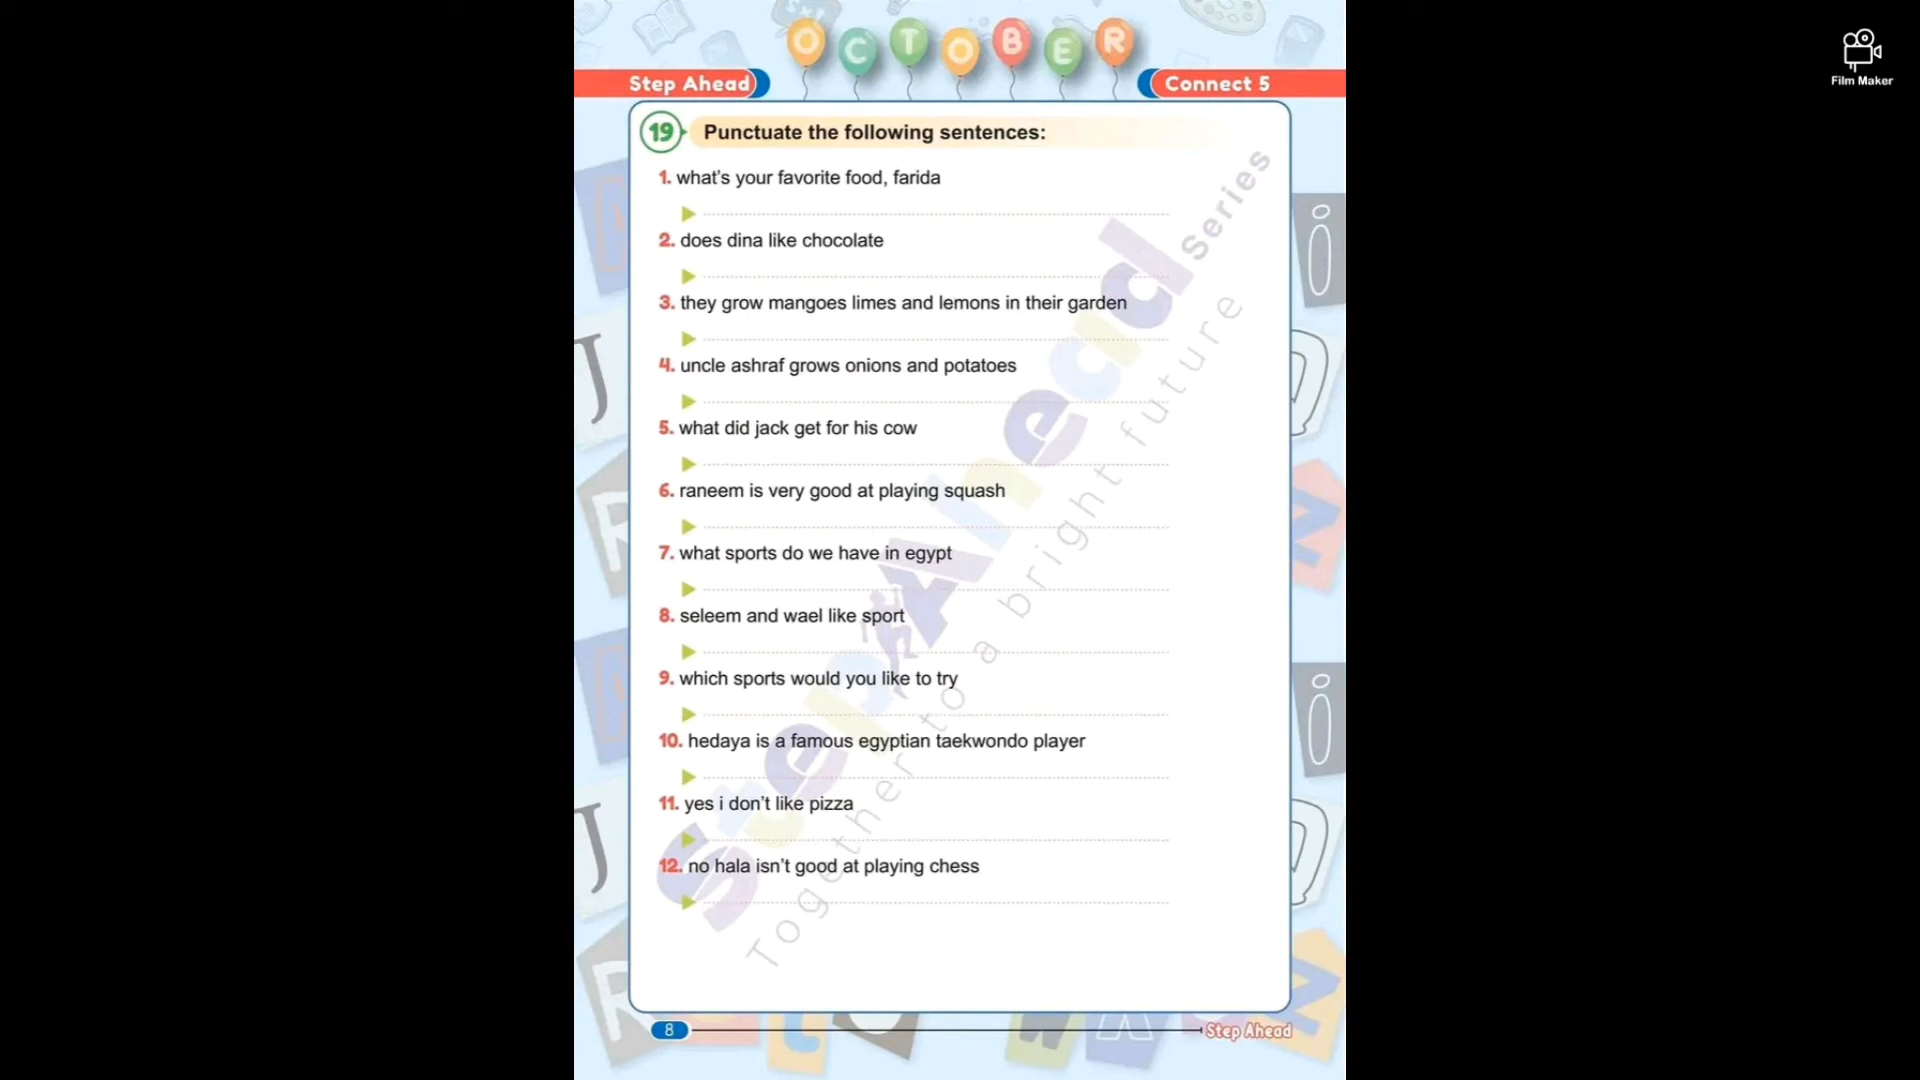 OCTOBER
Film Maker
Step Ahead
Connect 5
19 Punctuate the following sentences:
1. what's your favorite food, farida
2. does dina like chocolate
3. they grow mangoes limes and lemons in their garden
4. uncle ashraf grows onions and potatoes
5. what did jack get for his cow
6. raneem is very good at playing squash
7. what sports do we have in egypt
8. seleem and wael like sport
9. which sports would you like to try
10. hedaya is a famous egyptian taekwondo player
11. yes i don't like pizza
12. no hala isn't good at playing chess
Step Ahead Series
Together to a bright future
8
Step Ahead